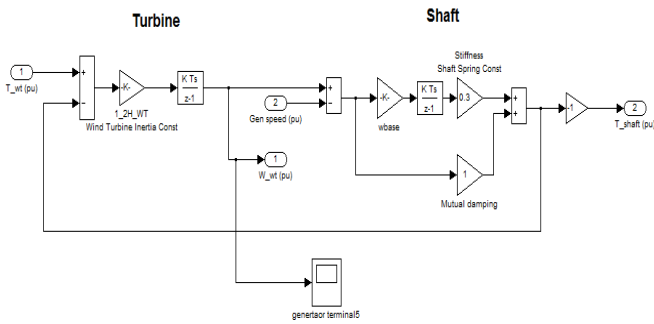 Turbine
Shaft
1
T_wt (pu)
+
−
-K-
1_2H_WT
Wind Turbine Inertia Const
K Ts
z-1
2
Gen speed (pu)
+
−
1
W_wt (pu)
-K-
wbase
K Ts
z-1
Stiffness
Shaft Spring Const
0.3
1
Mutual damping
+
+
-1
2
T_shaft (pu)
genertaor terminal5